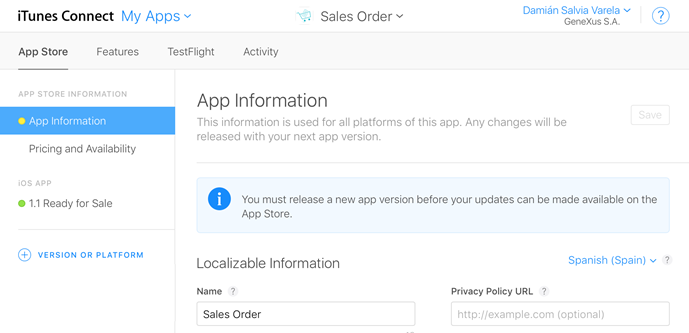 iTunes Connect My Apps Sales Order Damián Salvia Varela
GeneXus S.A. ?
App Store Features TestFlight Activity
APP STORE INFORMATION
App Information
Pricing and Availability
iOS APP
1.1 Ready for Sale
VERSION OR PLATFORM
App Information
This information is used for all platforms of this app. Any changes will be
released with your next app version.
Save
You must release a new app version before your updates can be made available on the
App Store.
Localizable Information Spanish (Spain) ?
Name ? Privacy Policy URL ?
Sales Order http://example.com (optional)